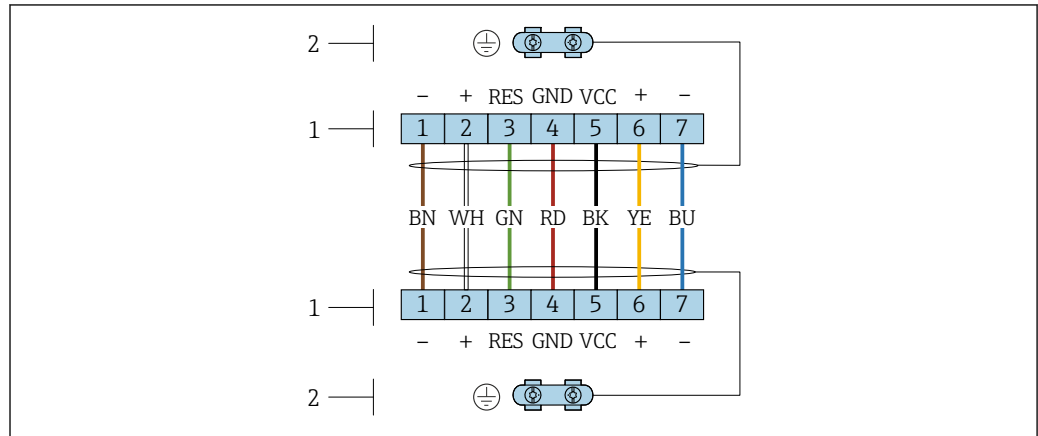 2
– + RES GND VCC + –
1
1 2 3 4 5 6 7
BN WH GN RD BK YE BU
1
1 2 3 4 5 6 7
– + RES GND VCC + –
2